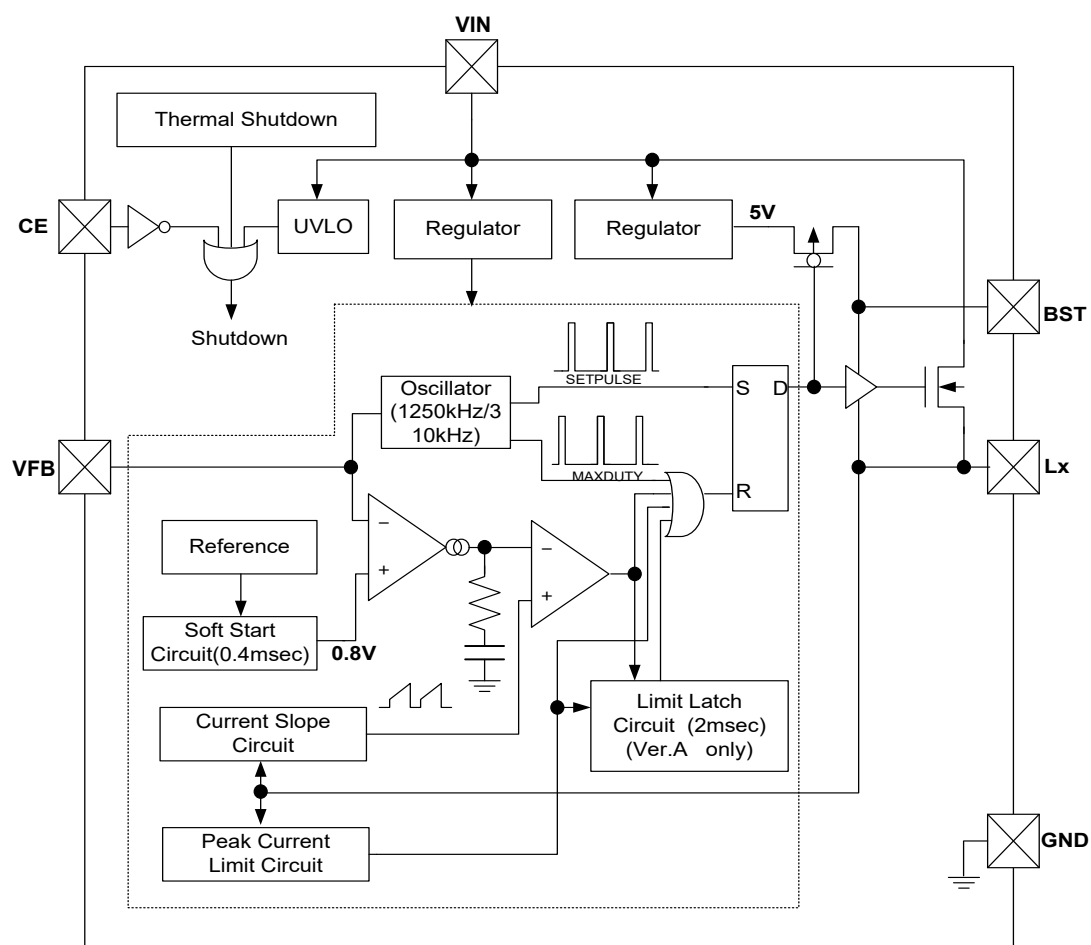 VIN
Thermal Shutdown
CE
UVLO
Regulator
Regulator
5V
Shutdown
BST
SETPULSE
Oscillator
(1250kHz/3
10kHz)
S
D
VFB
MAXDUTY
R
Lx
−
+
Reference
−
+
Soft Start
Circuit(0.4msec)
0.8V
Current Slope
Circuit
Limit Latch
Circuit (2msec)
(Ver.A only)
Peak Current
Limit Circuit
GND